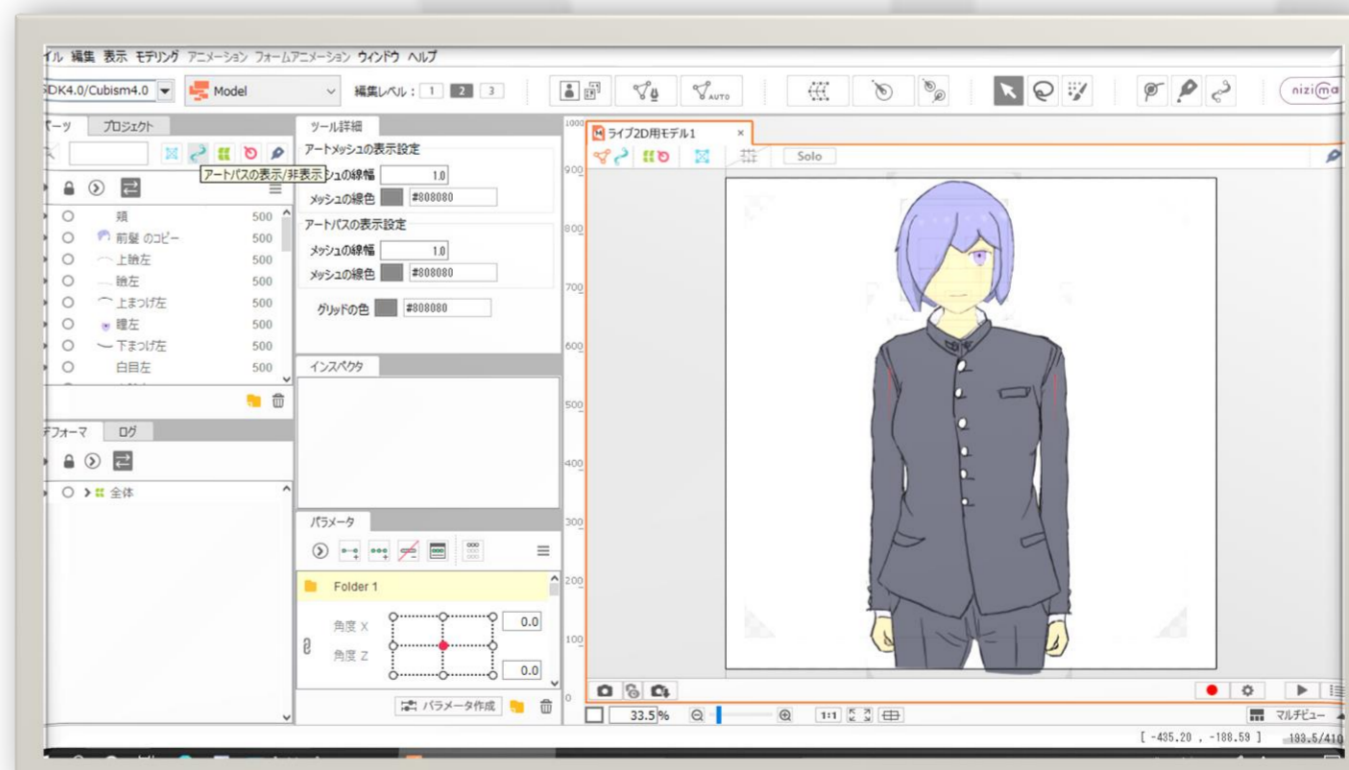 イル 編集 表示 モデリング アニメーション フォームアニメーション ウィンドウ ヘルプ
SDK4.0/Cubism4.0 Model 編集レベル： 1 2 3 AUTO nizima
パーツ プロジェクト
アートパスの表示/非表示
頬 500
前髪 のコピー 500
上瞼左 500
瞼左 500
上まつげ左 500
瞳左 500
下まつげ左 500
白目左 500
デフォーマ ログ
全体
ツール詳細
アートメッシュの表示設定
シュの線幅 1.0
メッシュの線色 #808080
アートパスの表示設定
メッシュの線幅 1.0
メッシュの線色 #808080
グリッドの色 #808080
インスペクタ
パラメータ
Folder 1
角度 X 0.0
角度 Z 0.0
パラメータ作成
ライブ2D用モデル1 ×
Solo
1000
900
800
700
600
500
400
300
200
100
0
33.5 % 1:1 マルチビュー
[ -435.20 , -188.59 ] 193.5/410